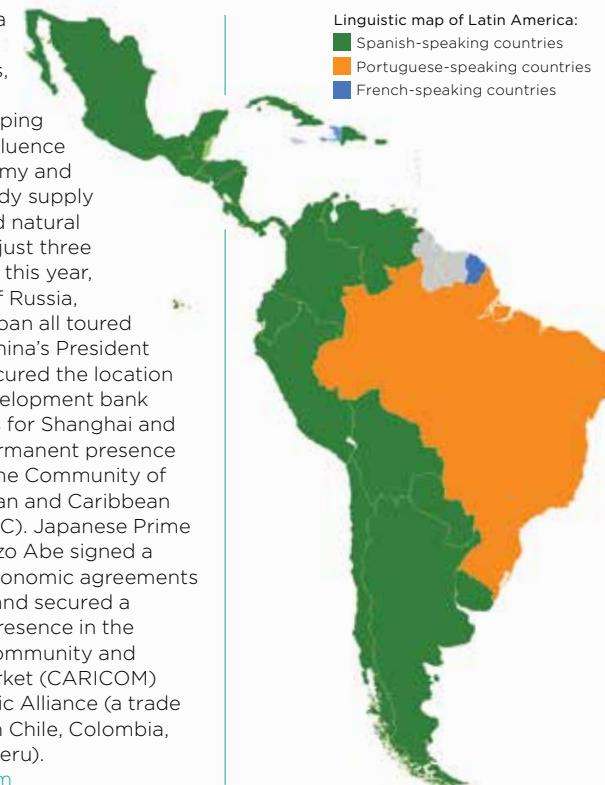 a
s,
ping
luence
my and
dy supply
d natural
just three
this year,
f Russia,
pan all toured
hina's President
cured the location
elopment bank
s for Shanghai and
rmanent presence
he Community of
an and Caribbean
C). Japanese Prime
zo Abe signed a
onomic agreements
and secured a
resence in the
ommunity and
rket (CARICOM)
ic Alliance (a trade
n Chile, Colombia,
eru).
m
Linguistic map of Latin America:
Spanish-speaking countries
Portuguese-speaking countries
French-speaking countries